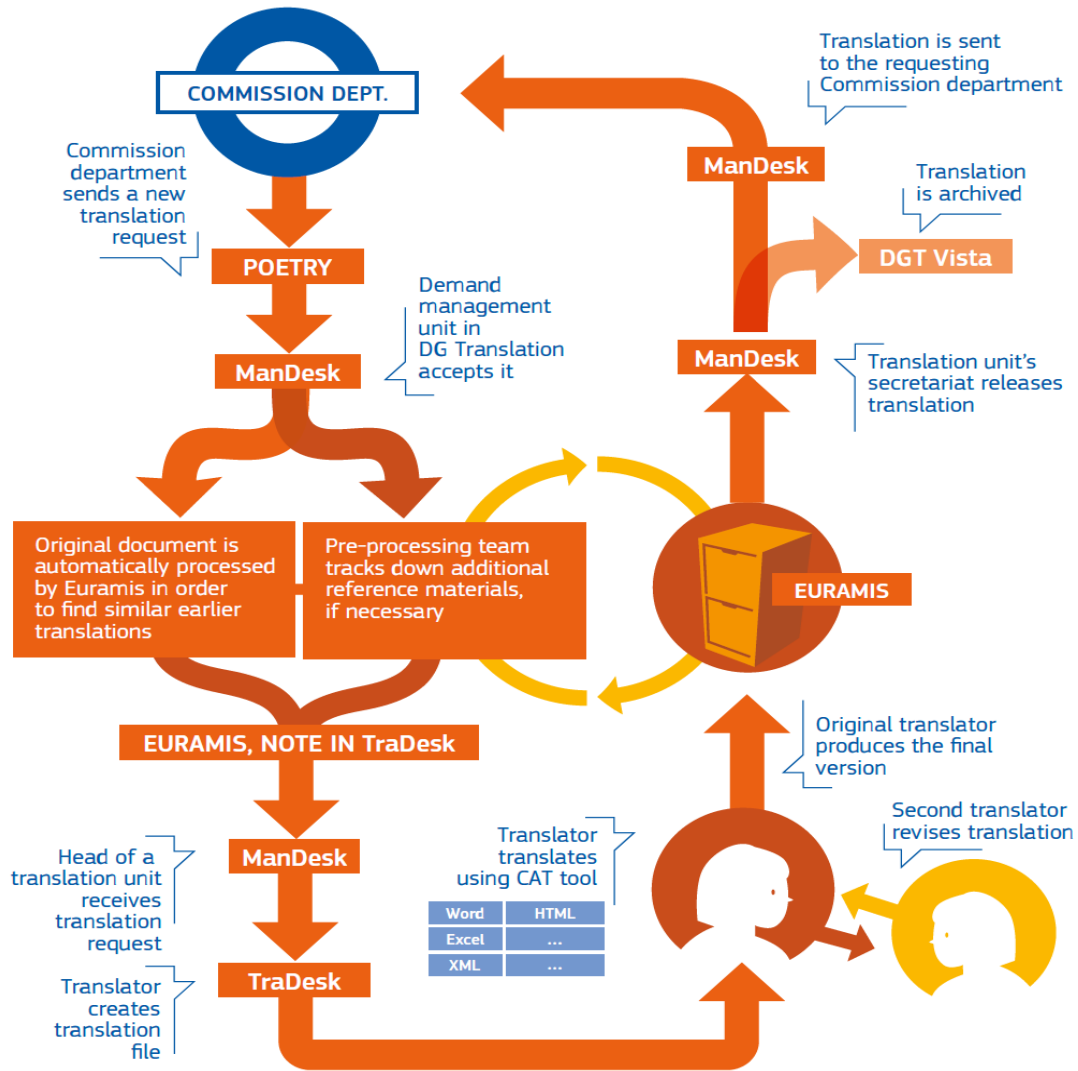 COMMISSION DEPT.
Commission
department
sends a new
translation
request
POETRY
ManDesk
Demand
management
unit in
DG Translation
accepts it
Original document is
automatically processed
by Euramis in order
to find similar earlier
translations
Pre-processing team
tracks down additional
reference materials,
if necessary
EURAMIS, NOTE IN TraDesk
ManDesk
Head of a
translation unit
receives
translation
request
TraDesk
Translator
creates
translation
file
Translator
translates
using CAT tool
Word HTML
Excel ...
XML ...
Second translator
revises translation
Original translator
produces the final
version
EURAMIS
ManDesk
Translation unit's
secretariat releases
translation
DGT Vista
Translation
is archived
ManDesk
Translation is sent
to the requesting
Commission department